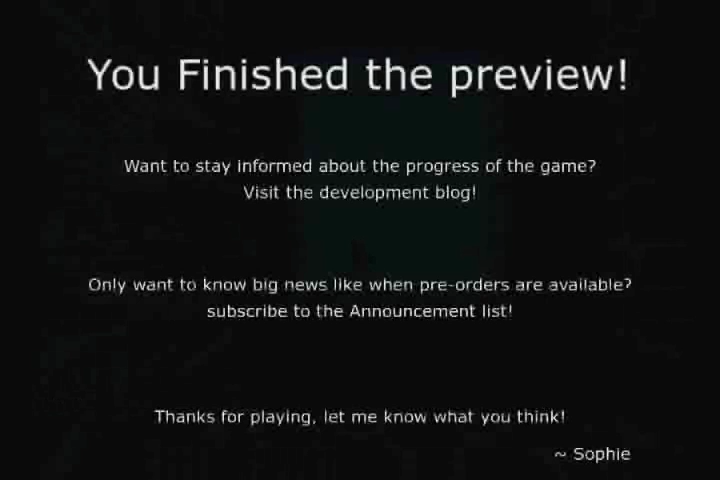 You Finished the preview!
Want to stay informed about the progress of the game?
Visit the development blog!
Only want to know big news like when pre-orders are available?
subscribe to the Announcement list!
Thanks for playing, let me know what you think!
~ Sophie